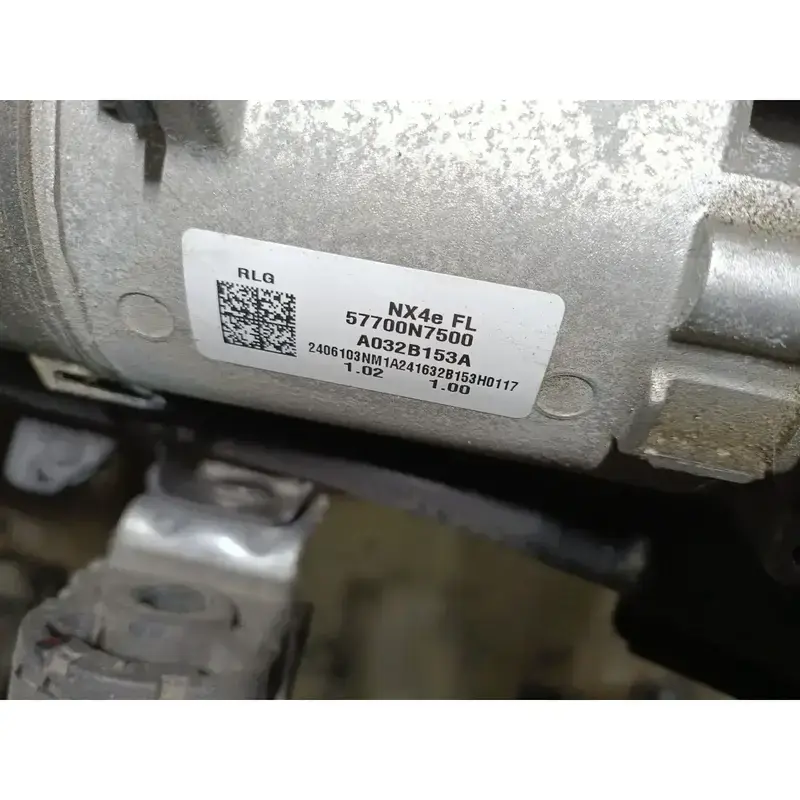 RLG
NX4e FL
57700N7500
A032B153A
2406103NM1A241632B153H0117
1.02 1.00